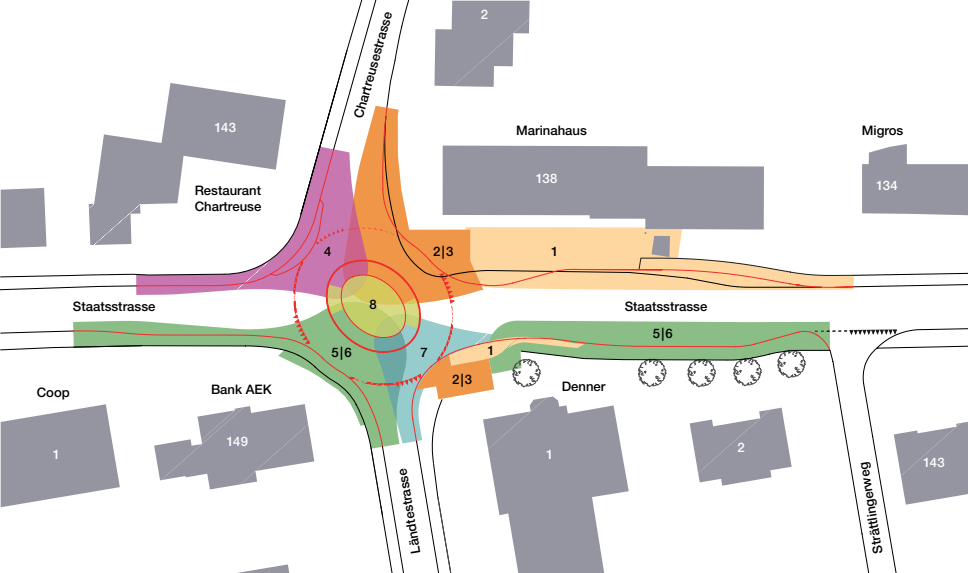 2
Chartreusestrasse
143
Marinahaus
Migros
138
134
Restaurant
Chartreuse
4
2|3
1
8
Staatsstrasse
Staatsstrasse
5|6
5|6
7
1
2|3
Coop
Bank AEK
Denner
149
1
1
2
143
Ländtestrasse
Strättligerweg